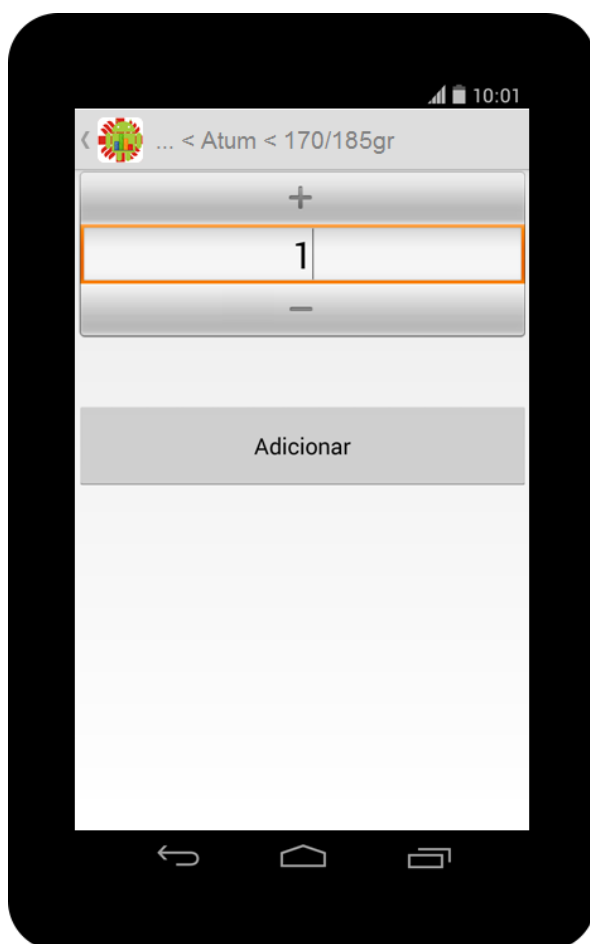 10:01
... < Atum < 170/185gr
+
1
−
Adicionar